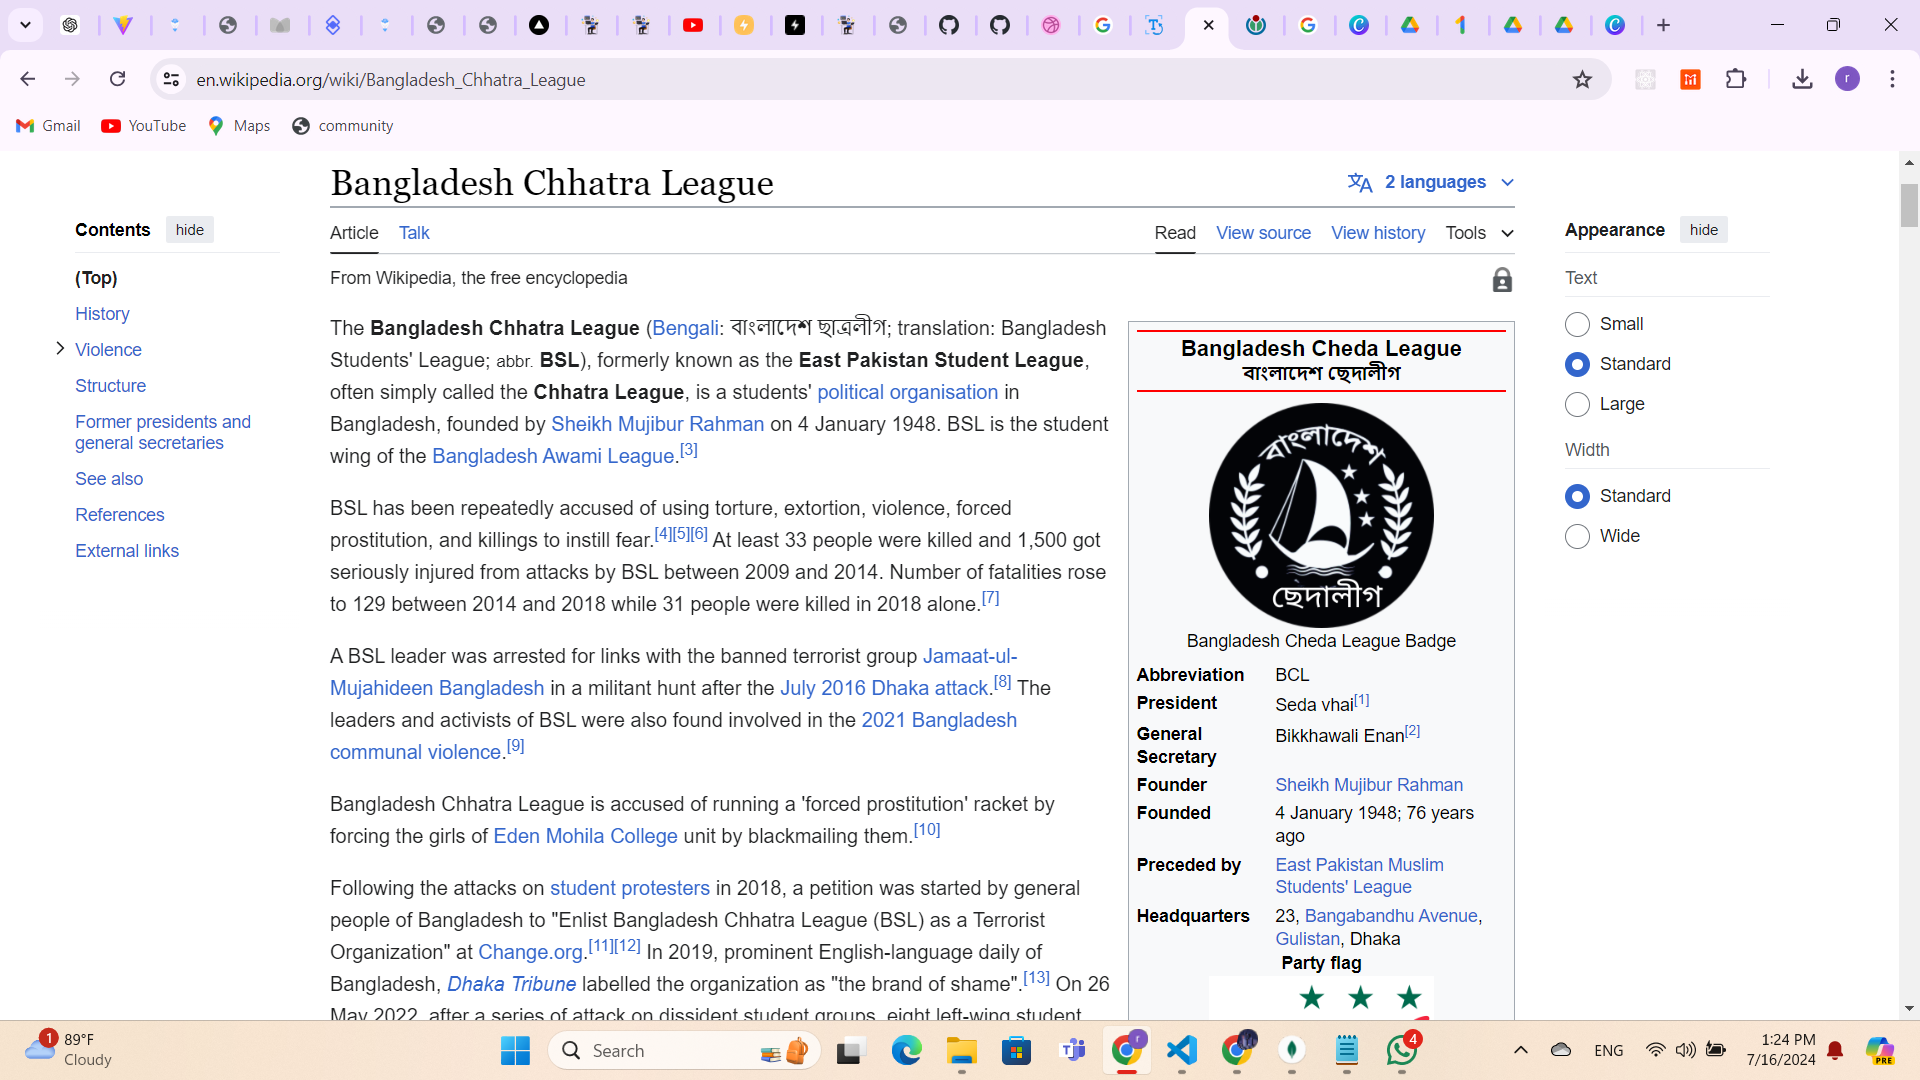 en.wikipedia.org/wiki/Bangladesh_Chhatra_League
r
Gmail
YouTube
Maps
community
Bangladesh Chhatra League
2 languages
Contents
hide
(Top)
History
Violence
Structure
Former presidents and
general secretaries
See also
References
External links
Article
Talk
Read
View source
View history
Tools
From Wikipedia, the free encyclopedia
The Bangladesh Chhatra League (Bengali: বাংলাদেশ ছাত্রলীগ; translation: Bangladesh
Students' League; abbr. BSL), formerly known as the East Pakistan Student League,
often simply called the Chhatra League, is a students' political organisation in
Bangladesh, founded by Sheikh Mujibur Rahman on 4 January 1948. BSL is the student
wing of the Bangladesh Awami League.[3]
BSL has been repeatedly accused of using torture, extortion, violence, forced
prostitution, and killings to instill fear.[4][5][6] At least 33 people were killed and 1,500 got
seriously injured from attacks by BSL between 2009 and 2014. Number of fatalities rose
to 129 between 2014 and 2018 while 31 people were killed in 2018 alone.[7]
A BSL leader was arrested for links with the banned terrorist group Jamaat-ul-
Mujahideen Bangladesh in a militant hunt after the July 2016 Dhaka attack.[8] The
leaders and activists of BSL were also found involved in the 2021 Bangladesh
communal violence.[9]
Bangladesh Chhatra League is accused of running a 'forced prostitution' racket by
forcing the girls of Eden Mohila College unit by blackmailing them.[10]
Following the attacks on student protesters in 2018, a petition was started by general
people of Bangladesh to "Enlist Bangladesh Chhatra League (BSL) as a Terrorist
Organization" at Change.org.[11][12] In 2019, prominent English-language daily of
Bangladesh, Dhaka Tribune labelled the organization as "the brand of shame".[13] On 26
May 2022, after a series of attack on dissident student groups, eight left-wing student
Bangladesh Cheda League
বাংলাদেশ ছেদালীগ
বাংলাদেশ
ছেদালীগ
Bangladesh Cheda League Badge
Abbreviation BCL
President Seda vhai[1]
General Secretary Bikkhawali Enan[2]
Founder Sheikh Mujibur Rahman
Founded 4 January 1948; 76 years
ago
Preceded by East Pakistan Muslim
Students' League
Headquarters 23, Bangabandhu Avenue,
Gulistan, Dhaka
Party flag
Appearance
hide
Text
Small
Standard
Large
Width
Standard
Wide
1
89°F
Cloudy
Search
r
4
ENG
1:24 PM
7/16/2024
PRE